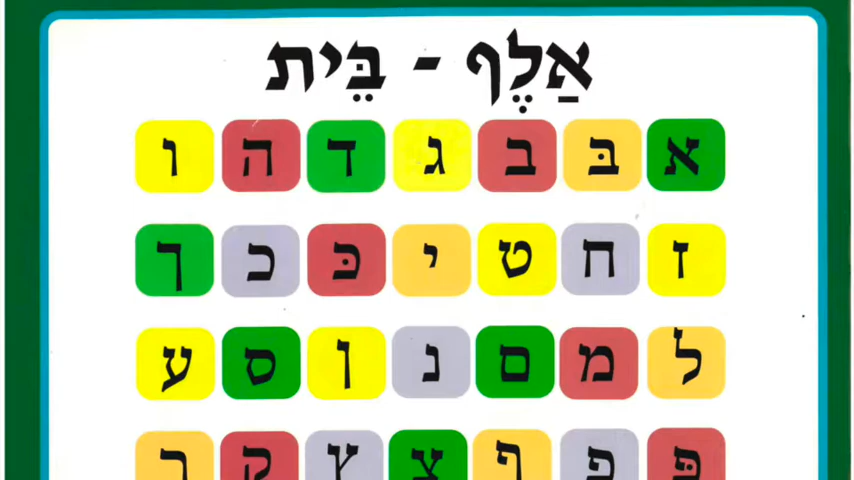 אַלֶף - בֵּית
א בּ ב ג ד ה ו
ז ח ט י כּ כ ך
ל מ ם נ ן ס ע
פּ פ ף צ ץ ק ר